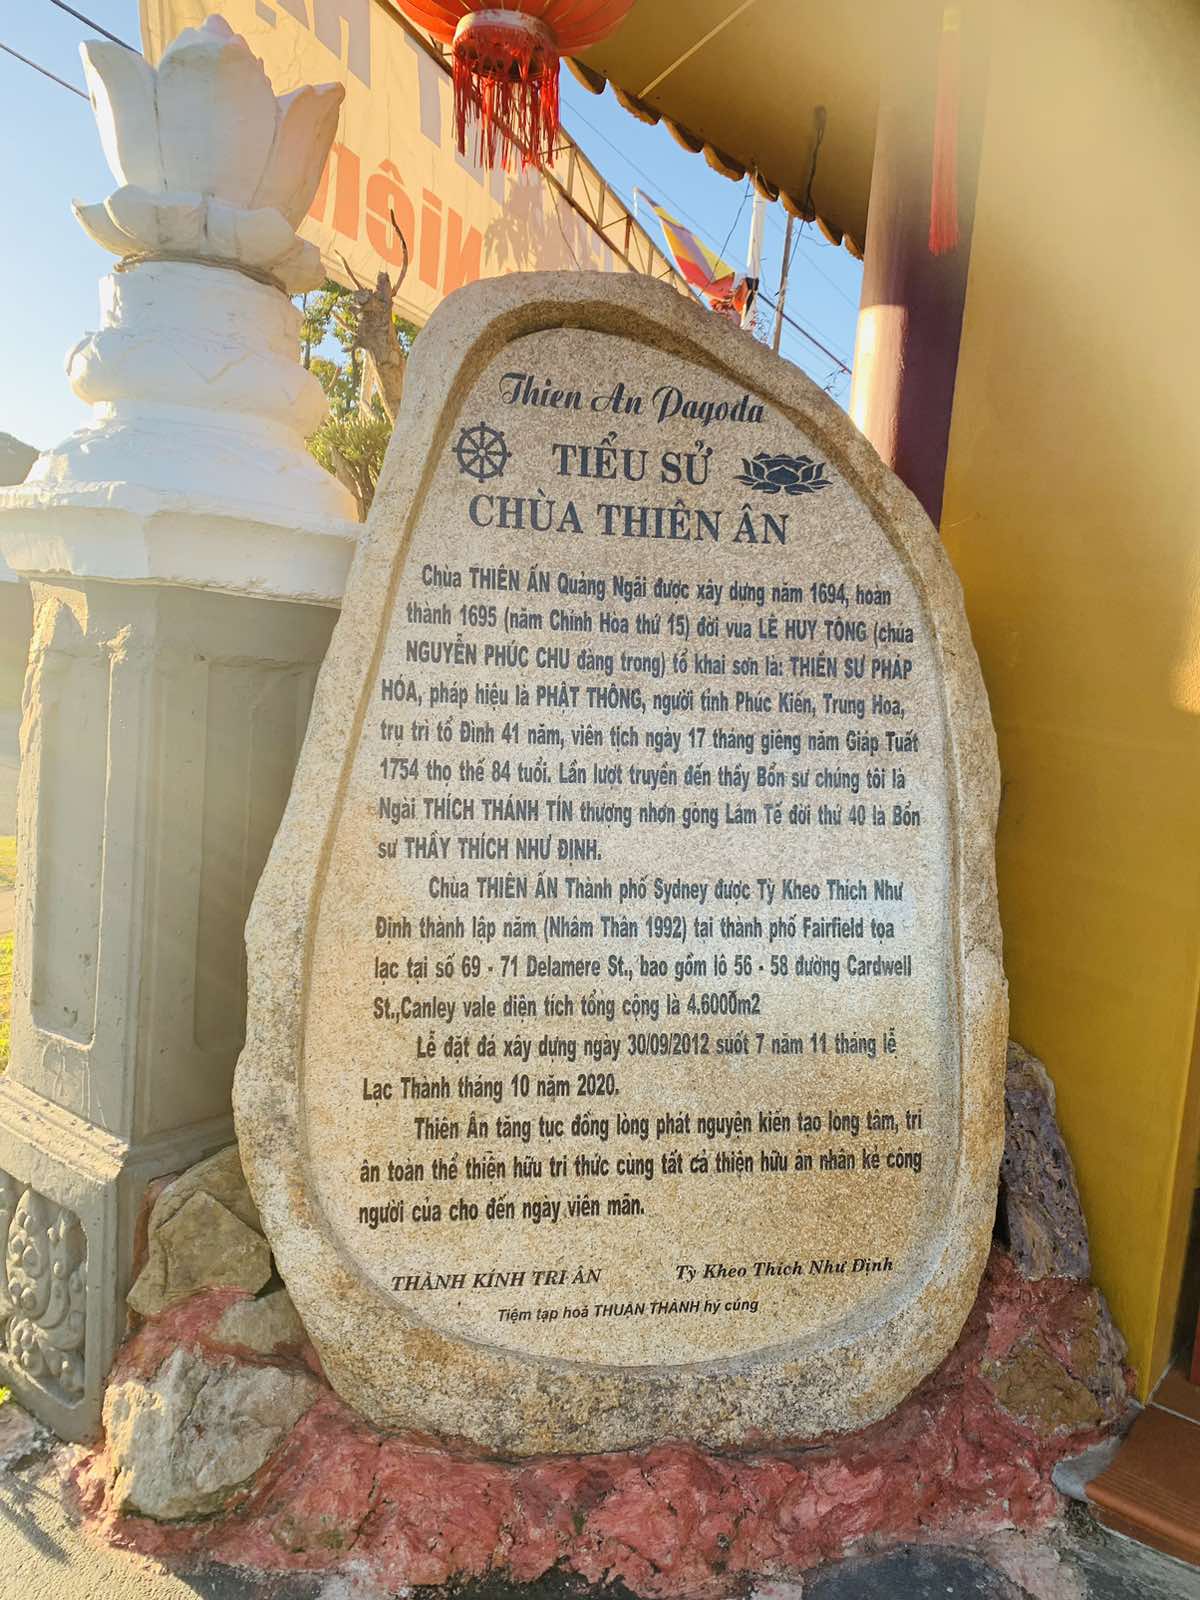 Niên
Thien An Pagoda
TIỂU SỬ
CHÙA THIÊN ÂN
Chùa THIÊN ẤN Quảng Ngãi được xây dựng năm 1694, hoàn
thành 1695 (năm Chính Hòa thứ 15) đời vua LÊ HUY TÔNG (chúa
NGUYỄN PHÚC CHU đàng trong) tổ khai sơn là: THIỀN SƯ PHÁP
HÓA, pháp hiệu là PHẬT THÔNG, người tỉnh Phúc Kiến, Trung Hoa,
trụ trì tổ Đình 41 năm, viên tịch ngày 17 tháng giêng năm Giáp Tuất
1754 thọ thế 84 tuổi. Lần lượt truyền đến thầy Bổn sư chúng tôi là
Ngài THÍCH THÁNH TÍN thượng nhơn gòng Lâm Tế đời thứ 40 là Bổn
sư THẦY THÍCH NHƯ ĐỊNH.
Chùa THIÊN ẤN Thành phố Sydney được Tỳ Kheo Thích Như
Định thành lập năm (Nhâm Thân 1992) tại thành phố Fairfield tọa
lạc tại số 69 - 71 Delamere St., bao gồm lô 56 - 58 đường Cardwell
St.,Canley vale diện tích tổng cộng là 4.6000m2
Lễ đặt đá xây dựng ngày 30/09/2012 suốt 7 năm 11 tháng lễ
Lạc Thành tháng 10 năm 2020.
Thiên Ân tăng tục đồng lòng phát nguyện kiến tạo long tâm, tri
ân toàn thể thiện hữu tri thức cùng tất cả thiện hữu ân nhân kẻ công
người của cho đến ngày viên mãn.
THÀNH KÍNH TRI ÂN
Tỳ Kheo Thích Như Định
Tiệm tạp hoá THUẬN THÀNH hỷ cúng